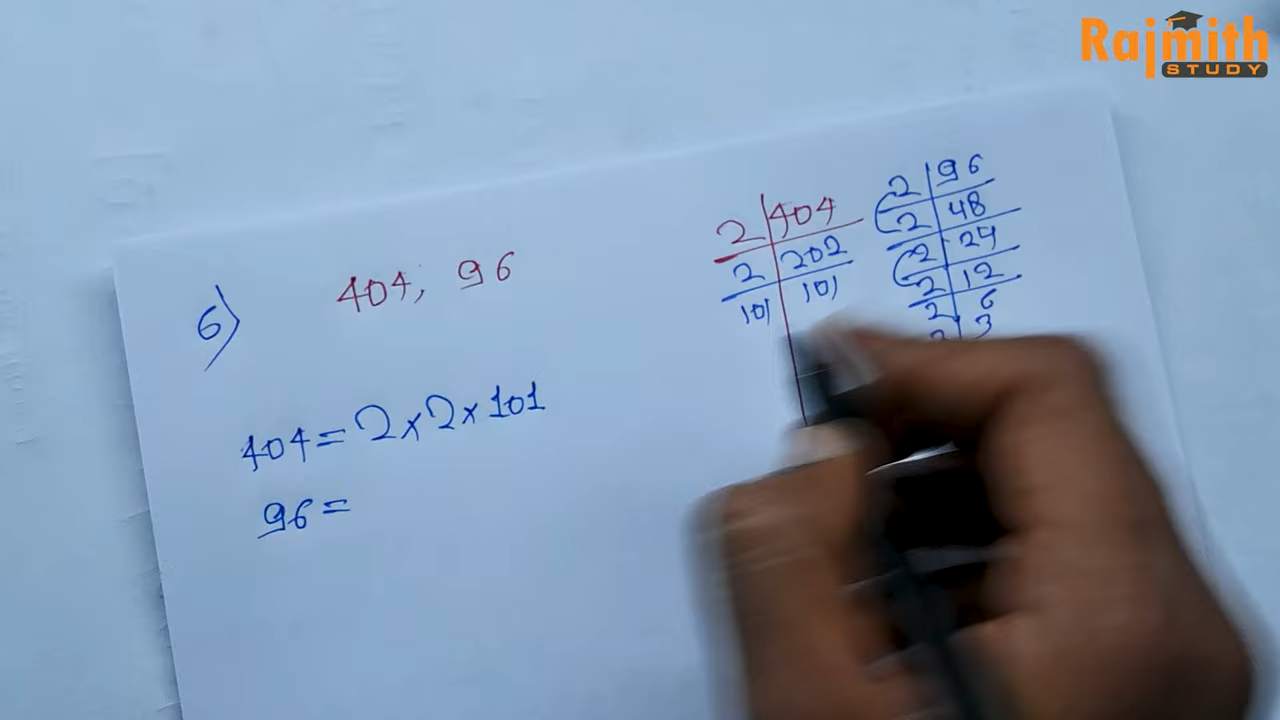 Rajmith
STUDY
6) 404, 96
404 = 2 × 2 × 101
96 =
2 | 404
2 | 202
101 | 101
2 | 96
2 | 48
2 | 24
2 | 12
2 | 6
3